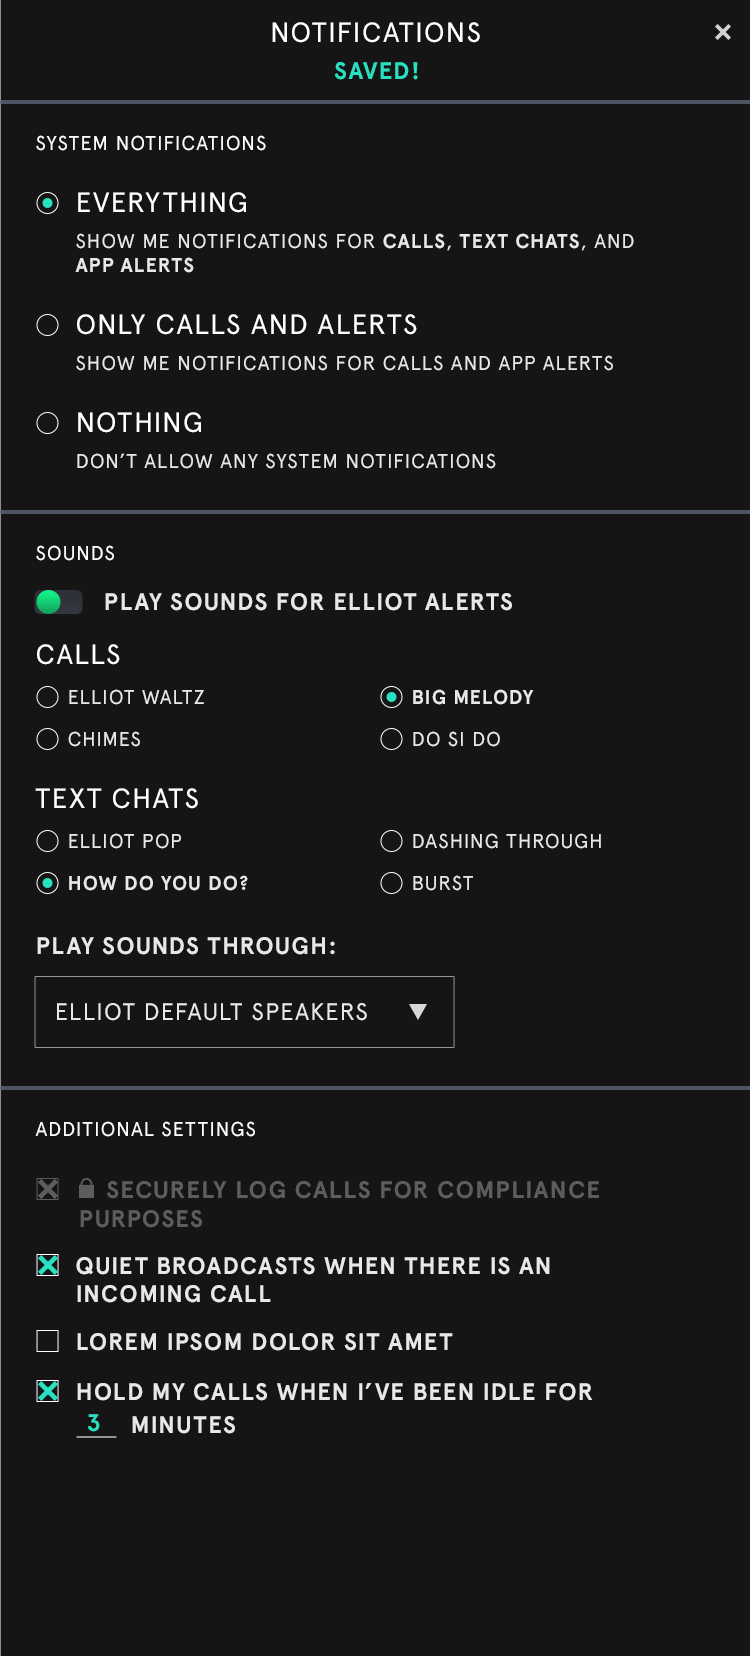 NOTIFICATIONS
SAVED!
SYSTEM NOTIFICATIONS
EVERYTHING
SHOW ME NOTIFICATIONS FOR CALLS, TEXT CHATS, AND
APP ALERTS
ONLY CALLS AND ALERTS
SHOW ME NOTIFICATIONS FOR CALLS AND APP ALERTS
NOTHING
DON’T ALLOW ANY SYSTEM NOTIFICATIONS
SOUNDS
PLAY SOUNDS FOR ELLIOT ALERTS
CALLS
ELLIOT WALTZ
BIG MELODY
CHIMES
DO SI DO
TEXT CHATS
ELLIOT POP
DASHING THROUGH
HOW DO YOU DO?
BURST
PLAY SOUNDS THROUGH:
ELLIOT DEFAULT SPEAKERS
ADDITIONAL SETTINGS
SECURELY LOG CALLS FOR COMPLIANCE
PURPOSES
QUIET BROADCASTS WHEN THERE IS AN
INCOMING CALL
LOREM IPSOM DOLOR SIT AMET
HOLD MY CALLS WHEN I’VE BEEN IDLE FOR
3 MINUTES